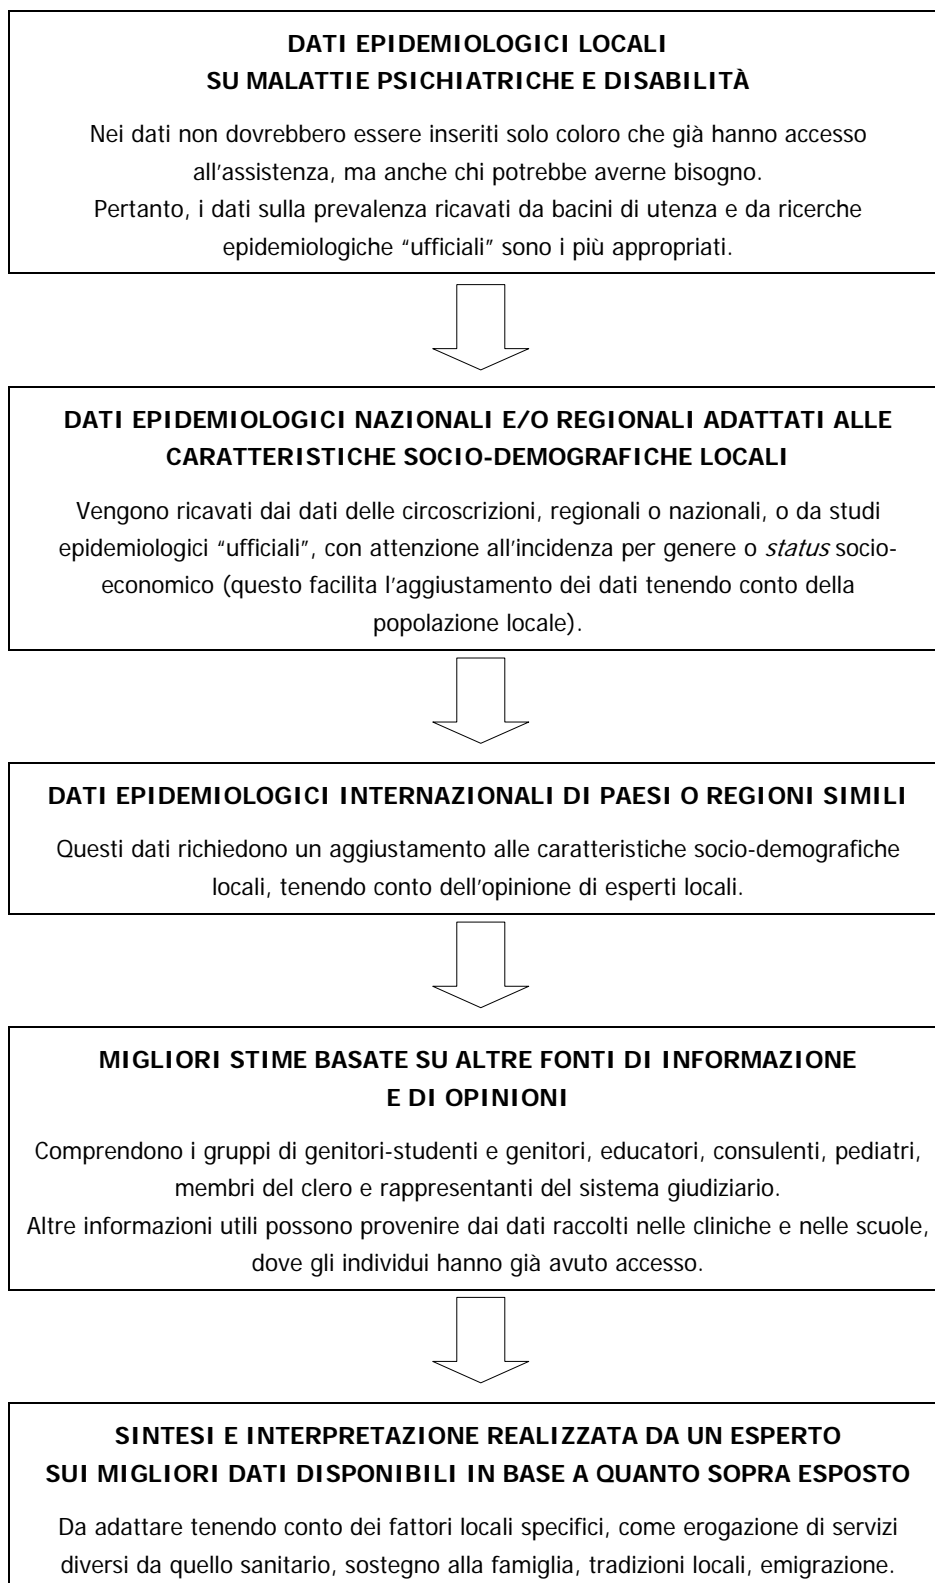 DATI EPIDEMIOLOGICI LOCALI
SU MALATTIE PSICHIATRICHE E DISABILITÀ
Nei dati non dovrebbero essere inseriti solo coloro che già hanno accesso
all'assistenza, ma anche chi potrebbe averne bisogno.
Pertanto, i dati sulla prevalenza ricavati da bacini di utenza e da ricerche
epidemiologiche “ufficiali” sono i più appropriati.
DATI EPIDEMIOLOGICI NAZIONALI E/O REGIONALI ADATTATI ALLE
CARATTERISTICHE SOCIO-DEMOGRAFICHE LOCALI
Vengono ricavati dai dati delle circoscrizioni, regionali o nazionali, o da studi
epidemiologici “ufficiali”, con attenzione all'incidenza per genere o status socio-
economico (questo facilita l'aggiustamento dei dati tenendo conto della
popolazione locale).
DATI EPIDEMIOLOGICI INTERNAZIONALI DI PAESI O REGIONI SIMILI
Questi dati richiedono un aggiustamento alle caratteristiche socio-demografiche
locali, tenendo conto dell'opinione di esperti locali.
MIGLIORI STIME BASATE SU ALTRE FONTI DI INFORMAZIONE
E DI OPINIONI
Comprendono i gruppi di genitori-studenti e genitori, educatori, consulenti, pediatri,
membri del clero e rappresentanti del sistema giudiziario.
Altre informazioni utili possono provenire dai dati raccolti nelle cliniche e nelle scuole,
dove gli individui hanno già avuto accesso.
SINTESI E INTERPRETAZIONE REALIZZATA DA UN ESPERTO
SUI MIGLIORI DATI DISPONIBILI IN BASE A QUANTO SOPRA ESPOSTO
Da adattare tenendo conto dei fattori locali specifici, come erogazione di servizi
diversi da quello sanitario, sostegno alla famiglia, tradizioni locali, emigrazione.